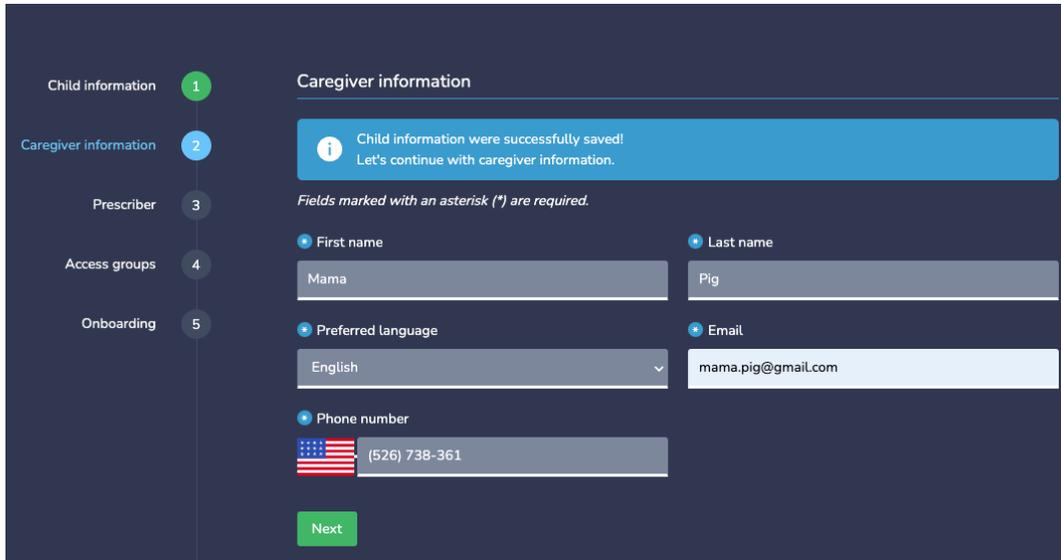 Child information 1
Caregiver information 2
Prescriber 3
Access groups 4
Onboarding 5
Caregiver information
Child information were successfully saved!
Let's continue with caregiver information.
Fields marked with an asterisk (*) are required.
* First name
* Last name
Mama
Pig
* Preferred language
* Email
English
mama.pig@gmail.com
* Phone number
(526) 738-361
Next